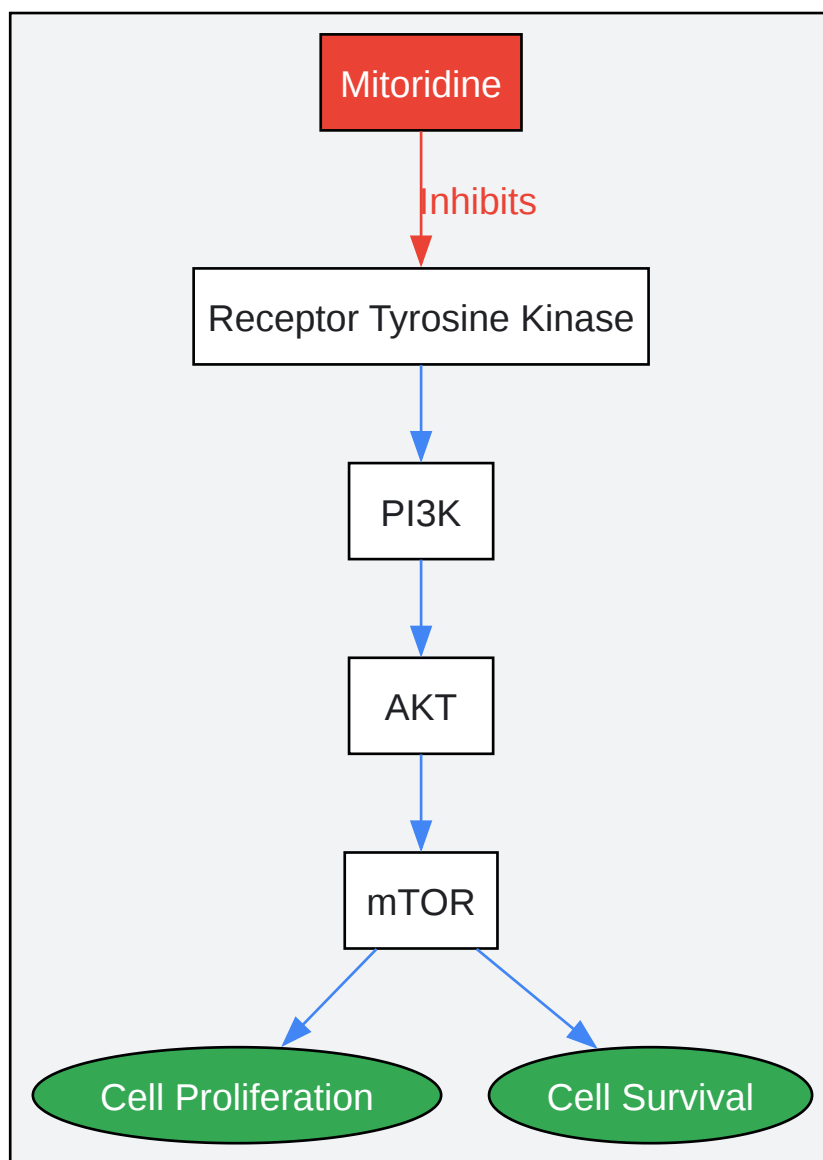 Mitoridine
Inhibits
Receptor Tyrosine Kinase
PI3K
AKT
mTOR
Cell Proliferation
Cell Survival